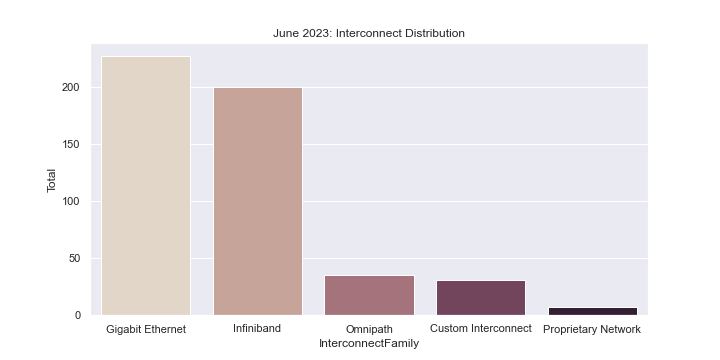 June 2023: Interconnect Distribution
Total
200
150
100
50
0
Gigabit Ethernet
Infiniband
Omnipath
Custom Interconnect
Proprietary Network
InterconnectFamily